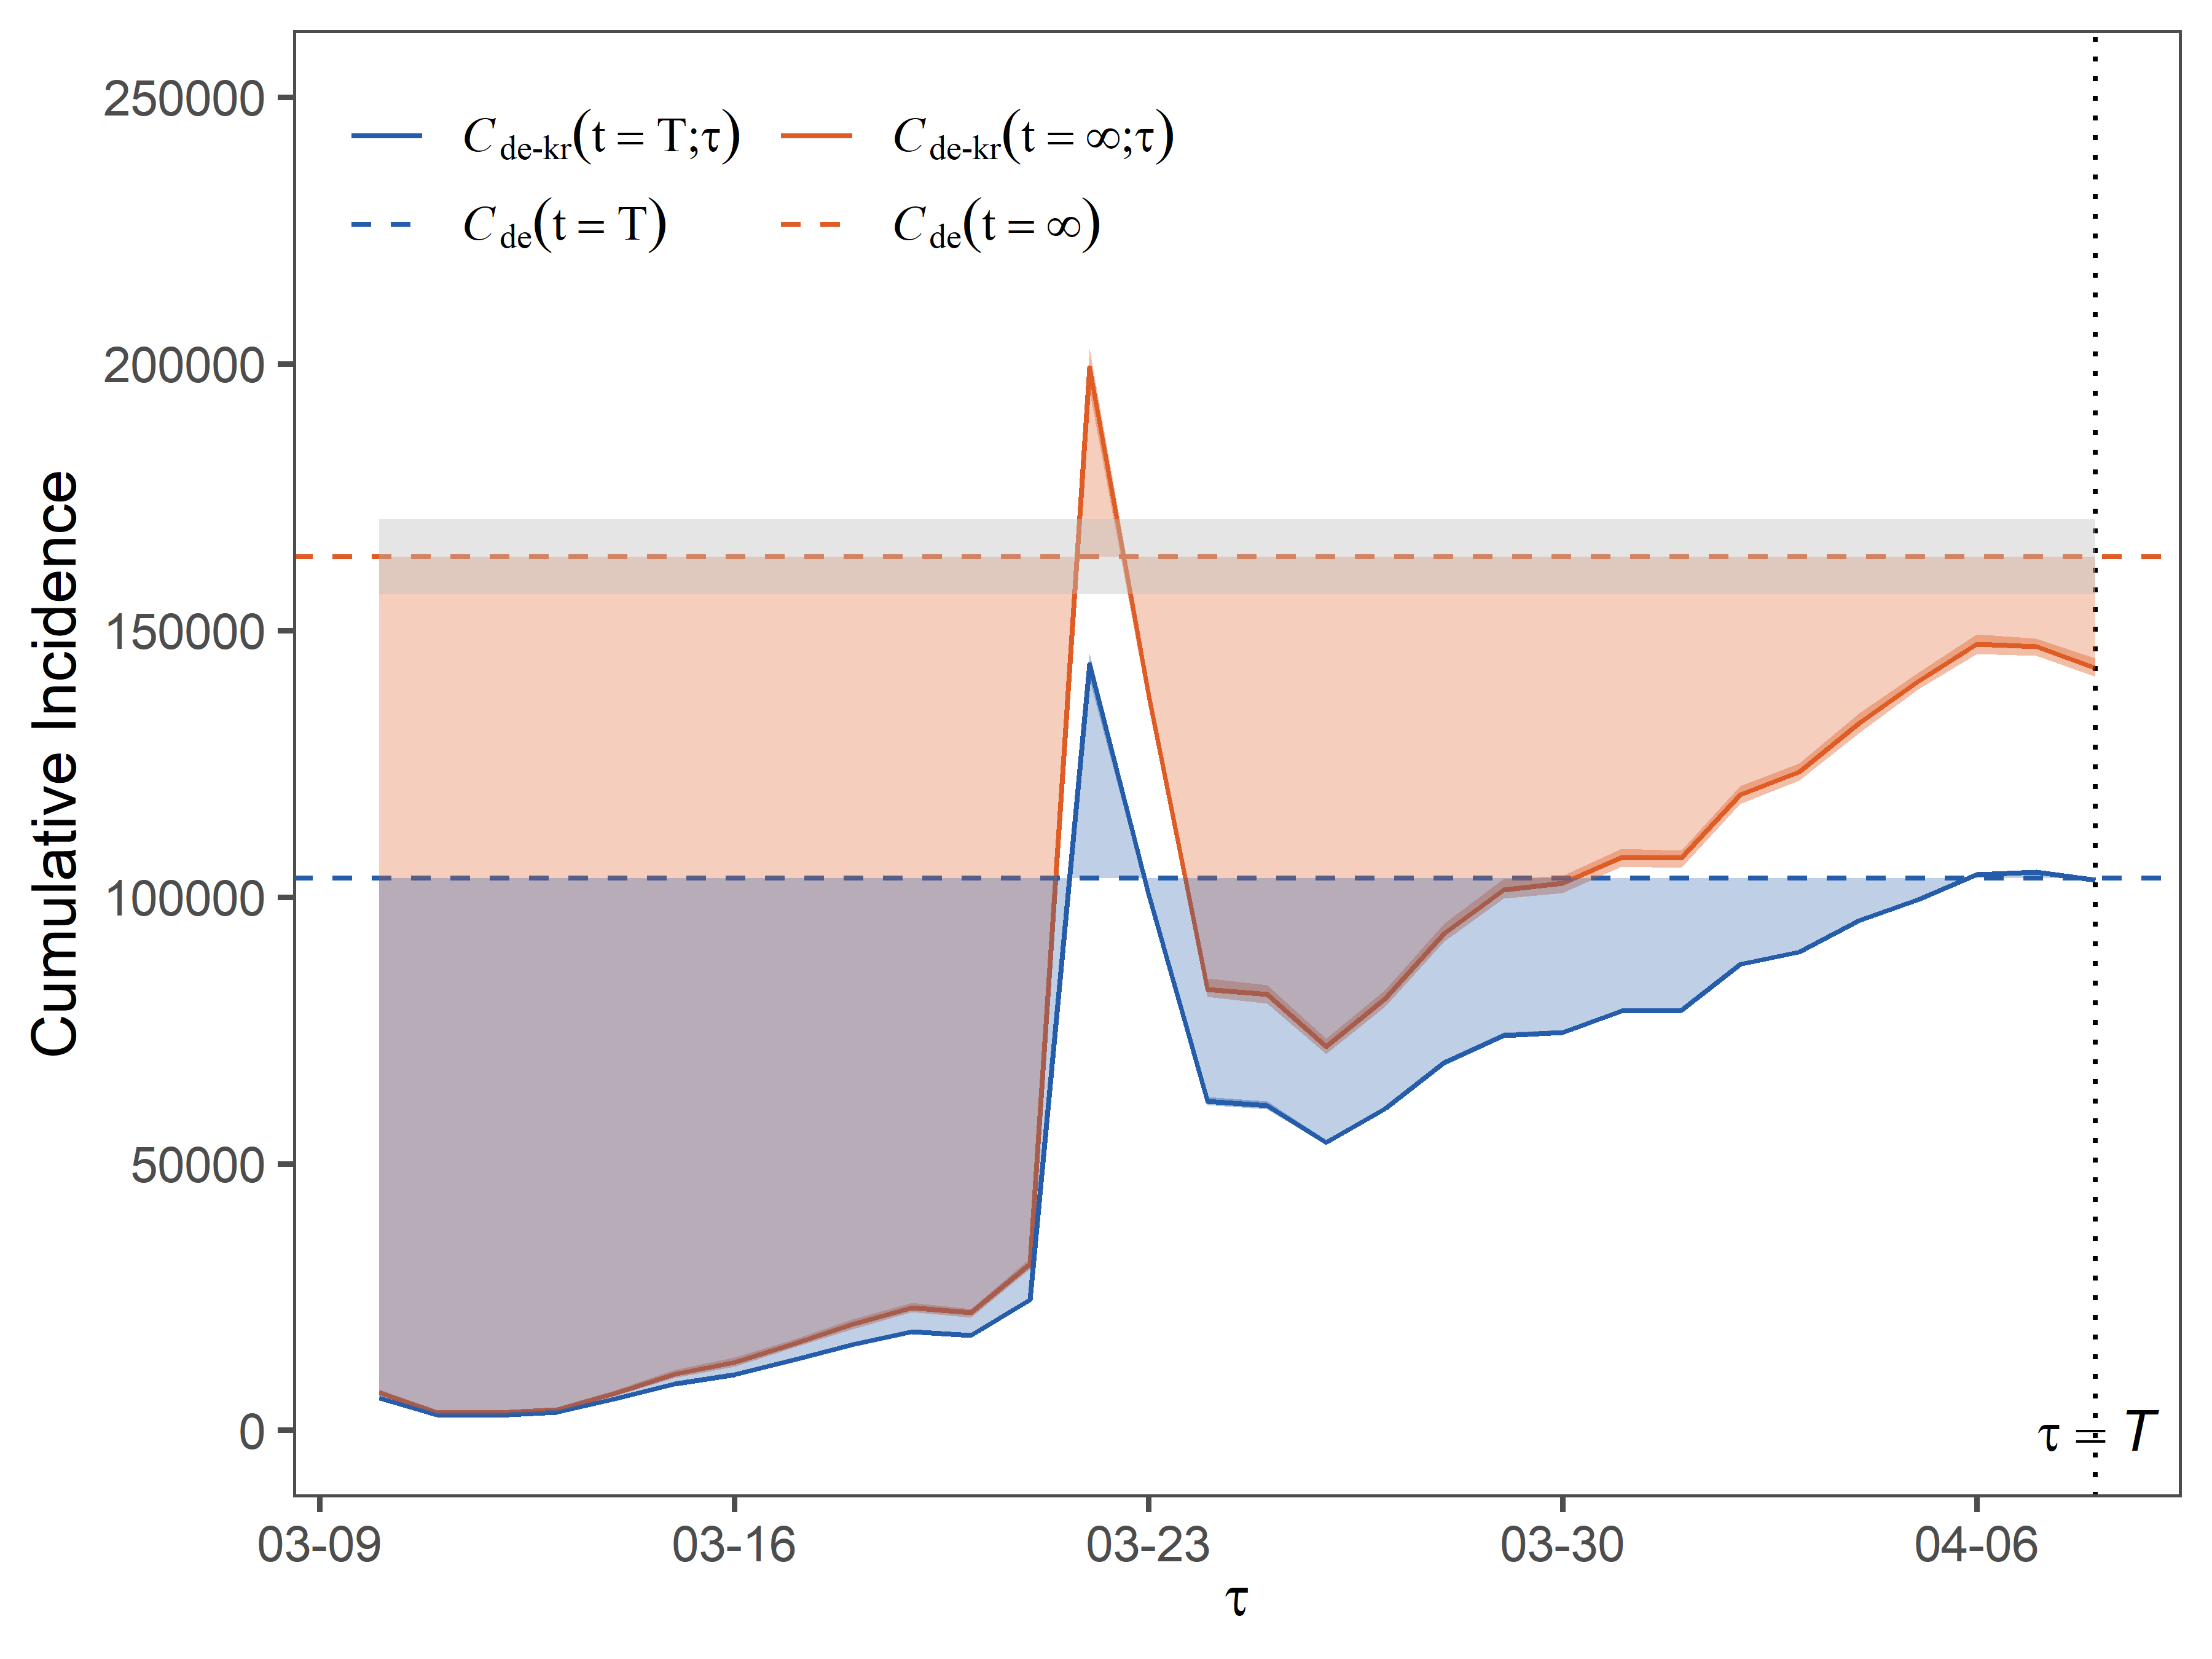 250000
200000
150000
100000
50000
0
Cumulative Incidence
C de-kr(t = T;τ) C de-kr(t = ∞;τ)
C de(t = T) C de(t = ∞)
τ = T
03-09 03-16 03-23 03-30 04-06
τ